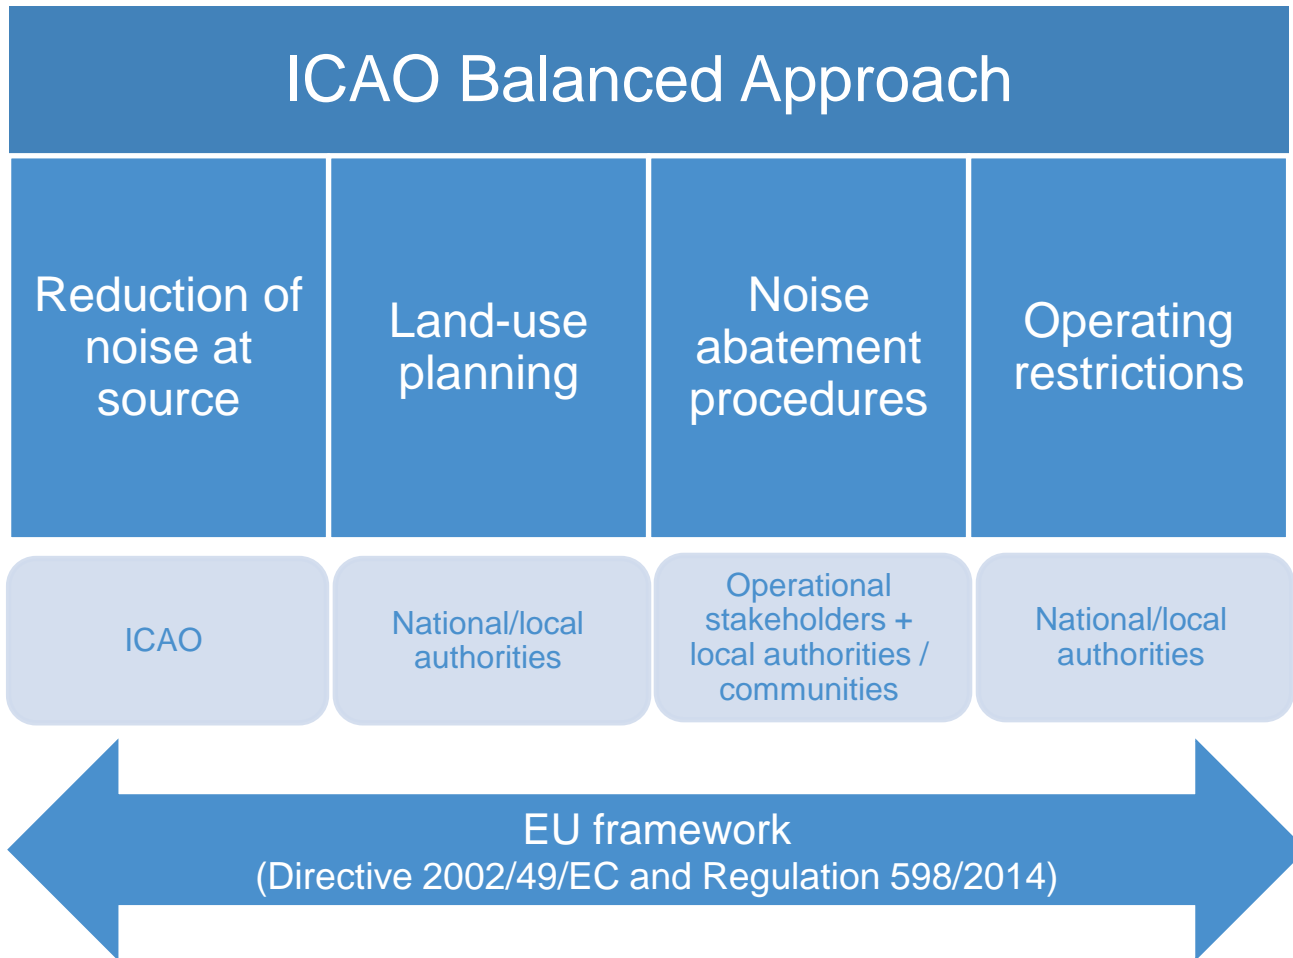 ICAO Balanced Approach
Reduction of
noise at
source
Land-use
planning
Noise
abatement
procedures
Operating
restrictions
ICAO
National/local
authorities
Operational
stakeholders +
local authorities /
communities
National/local
authorities
EU framework
(Directive 2002/49/EC and Regulation 598/2014)